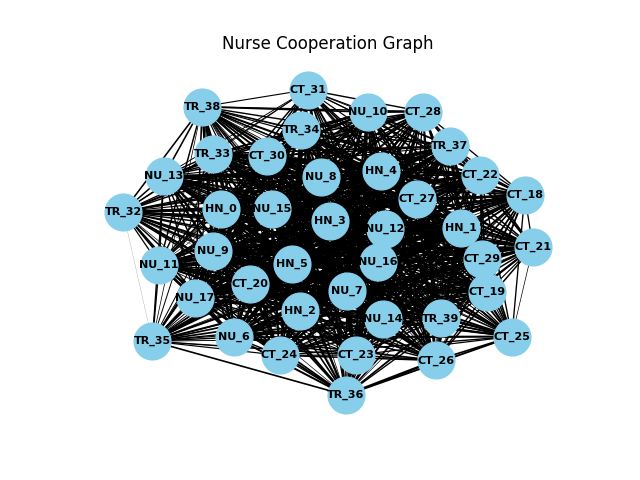 Nurse Cooperation Graph
CT_31
TR_38
NU_10
CT_28
TR_34
TR_37
TR_33
CT_30
HN_4
NU_13
NU_8
CT_22
CT_18
CT_27
TR_32
HN_0
NU_15
HN_3
NU_12
HN_1
CT_21
NU_9
CT_29
NU_11
HN_5
NU_16
CT_20
NU_7
CT_19
NU_17
HN_2
NU_14
TR_39
TR_35
NU_6
CT_25
CT_24
CT_23
CT_26
TR_36